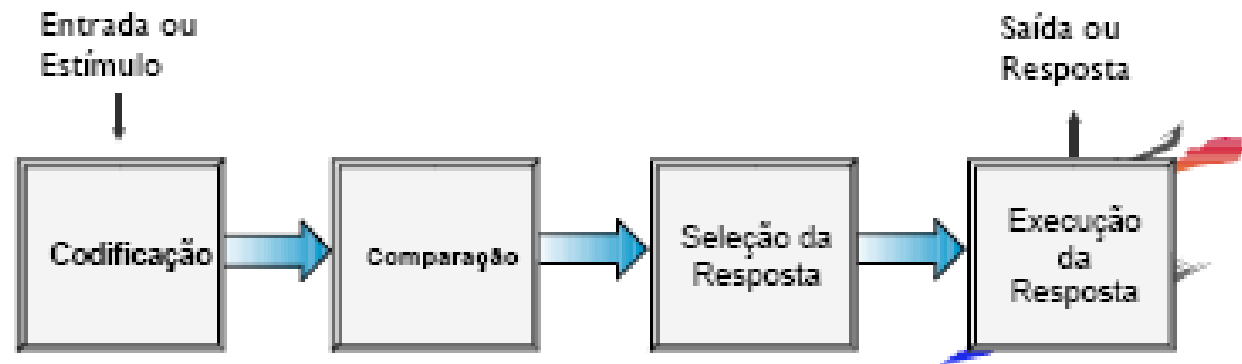 Entrada ou
Estímulo
Saída ou
Resposta
Codificação
Comparação
Seleção da
Resposta
Execução
da
Resposta